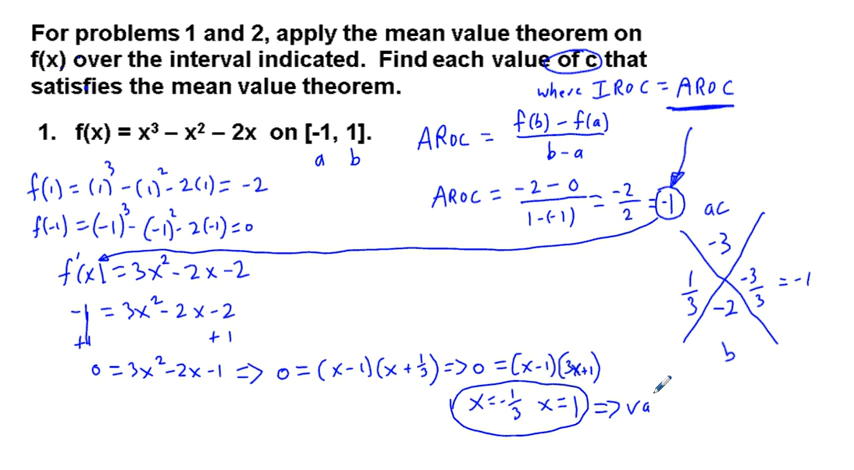 For problems 1 and 2, apply the mean value theorem on
f(x) over the interval indicated. Find each value of c that
satisfies the mean value theorem.
where IROC = AROC
1. f(x) = x³ – x² – 2x on [-1, 1].
a b
AROC = f(b) - f(a) / b - a
f(1) = (1)³ - (1)² - 2(1) = -2
f(-1) = (-1)³ - (-1)² - 2(-1) = 0
AROC = -2 - 0 / 1 - (-1) = -2/2 = -1
f'(x) = 3x² - 2x - 2
-1 = 3x² - 2x - 2
+1 +1
0 = 3x² - 2x - 1 => 0 = (x - 1)(x + 1/3) => 0 = (x - 1)(3x + 1)
x = -1/3 x = 1 => va
ac
-3
1/3 -3/3 = -1
-2
b